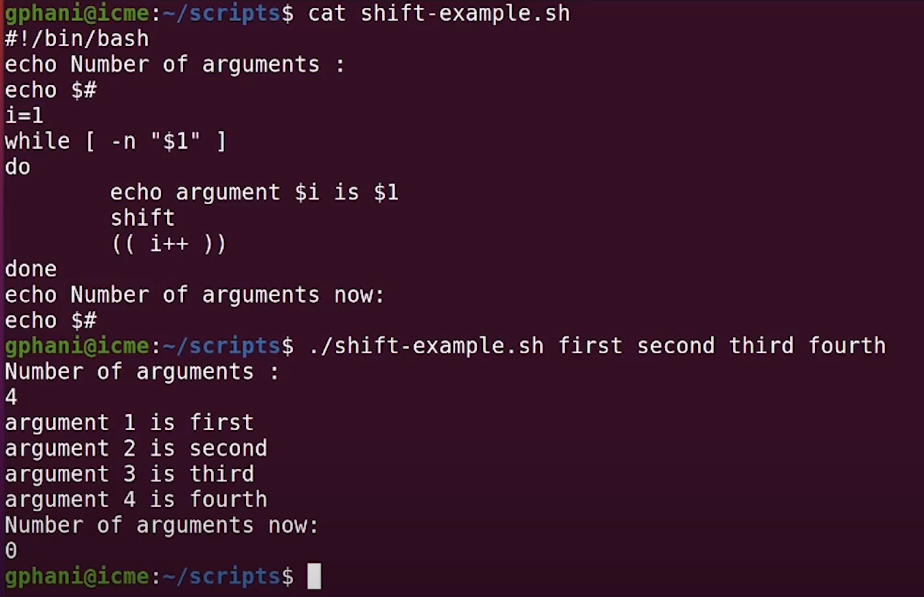 gphani@icme:~/scripts$ cat shift-example.sh
#!/bin/bash
echo Number of arguments :
echo $#
i=1
while [ -n "$1" ]
do
        echo argument $i is $1
        shift
        (( i++ ))
done
echo Number of arguments now:
echo $#
gphani@icme:~/scripts$ ./shift-example.sh first second third fourth
Number of arguments :
4
argument 1 is first
argument 2 is second
argument 3 is third
argument 4 is fourth
Number of arguments now:
0
gphani@icme:~/scripts$